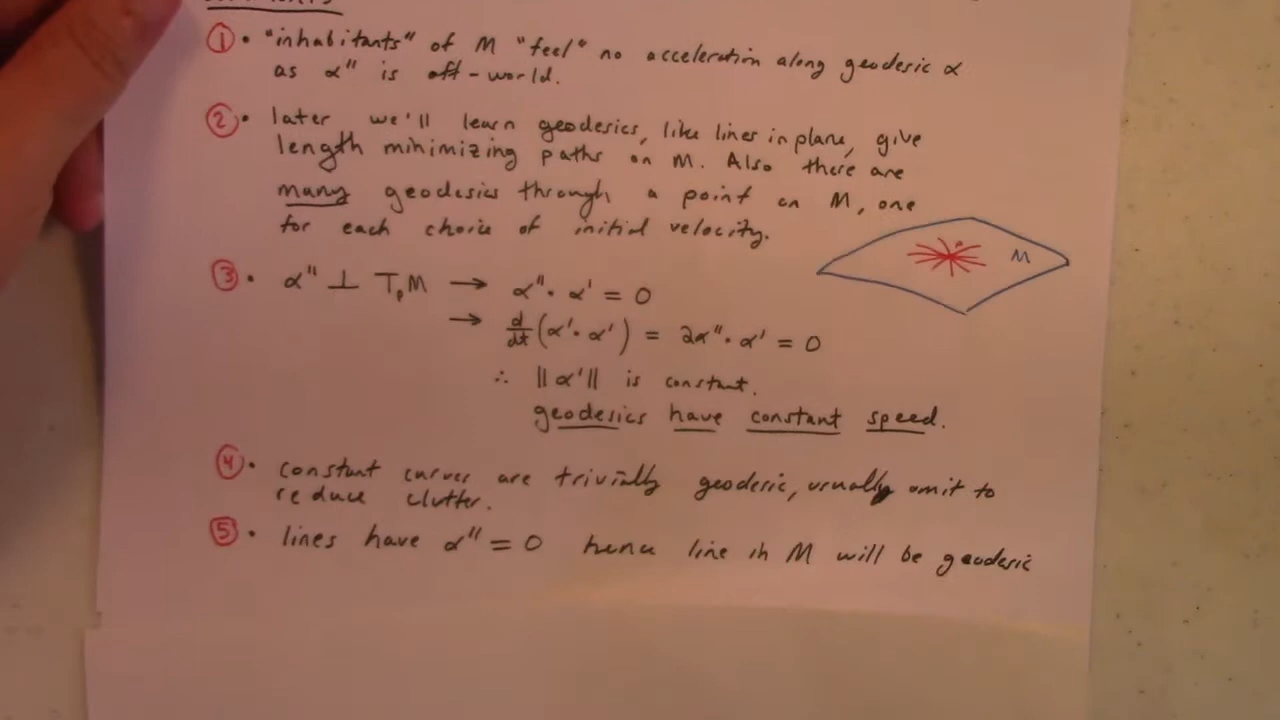 ① • "inhabitants" of M "feel" no acceleration along geodesic α
as α'' is off-world.
② • later we'll learn geodesics, like lines in plane, give
length minimizing paths on M. Also there are
many geodesics through a point on M, one
for each choice of initial velocity.
P M
③ • α'' ⊥ TₚM → α'' • α' = 0
→ d/dt (α' • α') = 2α'' • α' = 0
∴ ||α'|| is constant.
geodesics have constant speed.
④ • constant curves are trivially geodesic, usually omit to
reduce clutter.
⑤ • lines have α'' = 0 hence line in M will be geodesic